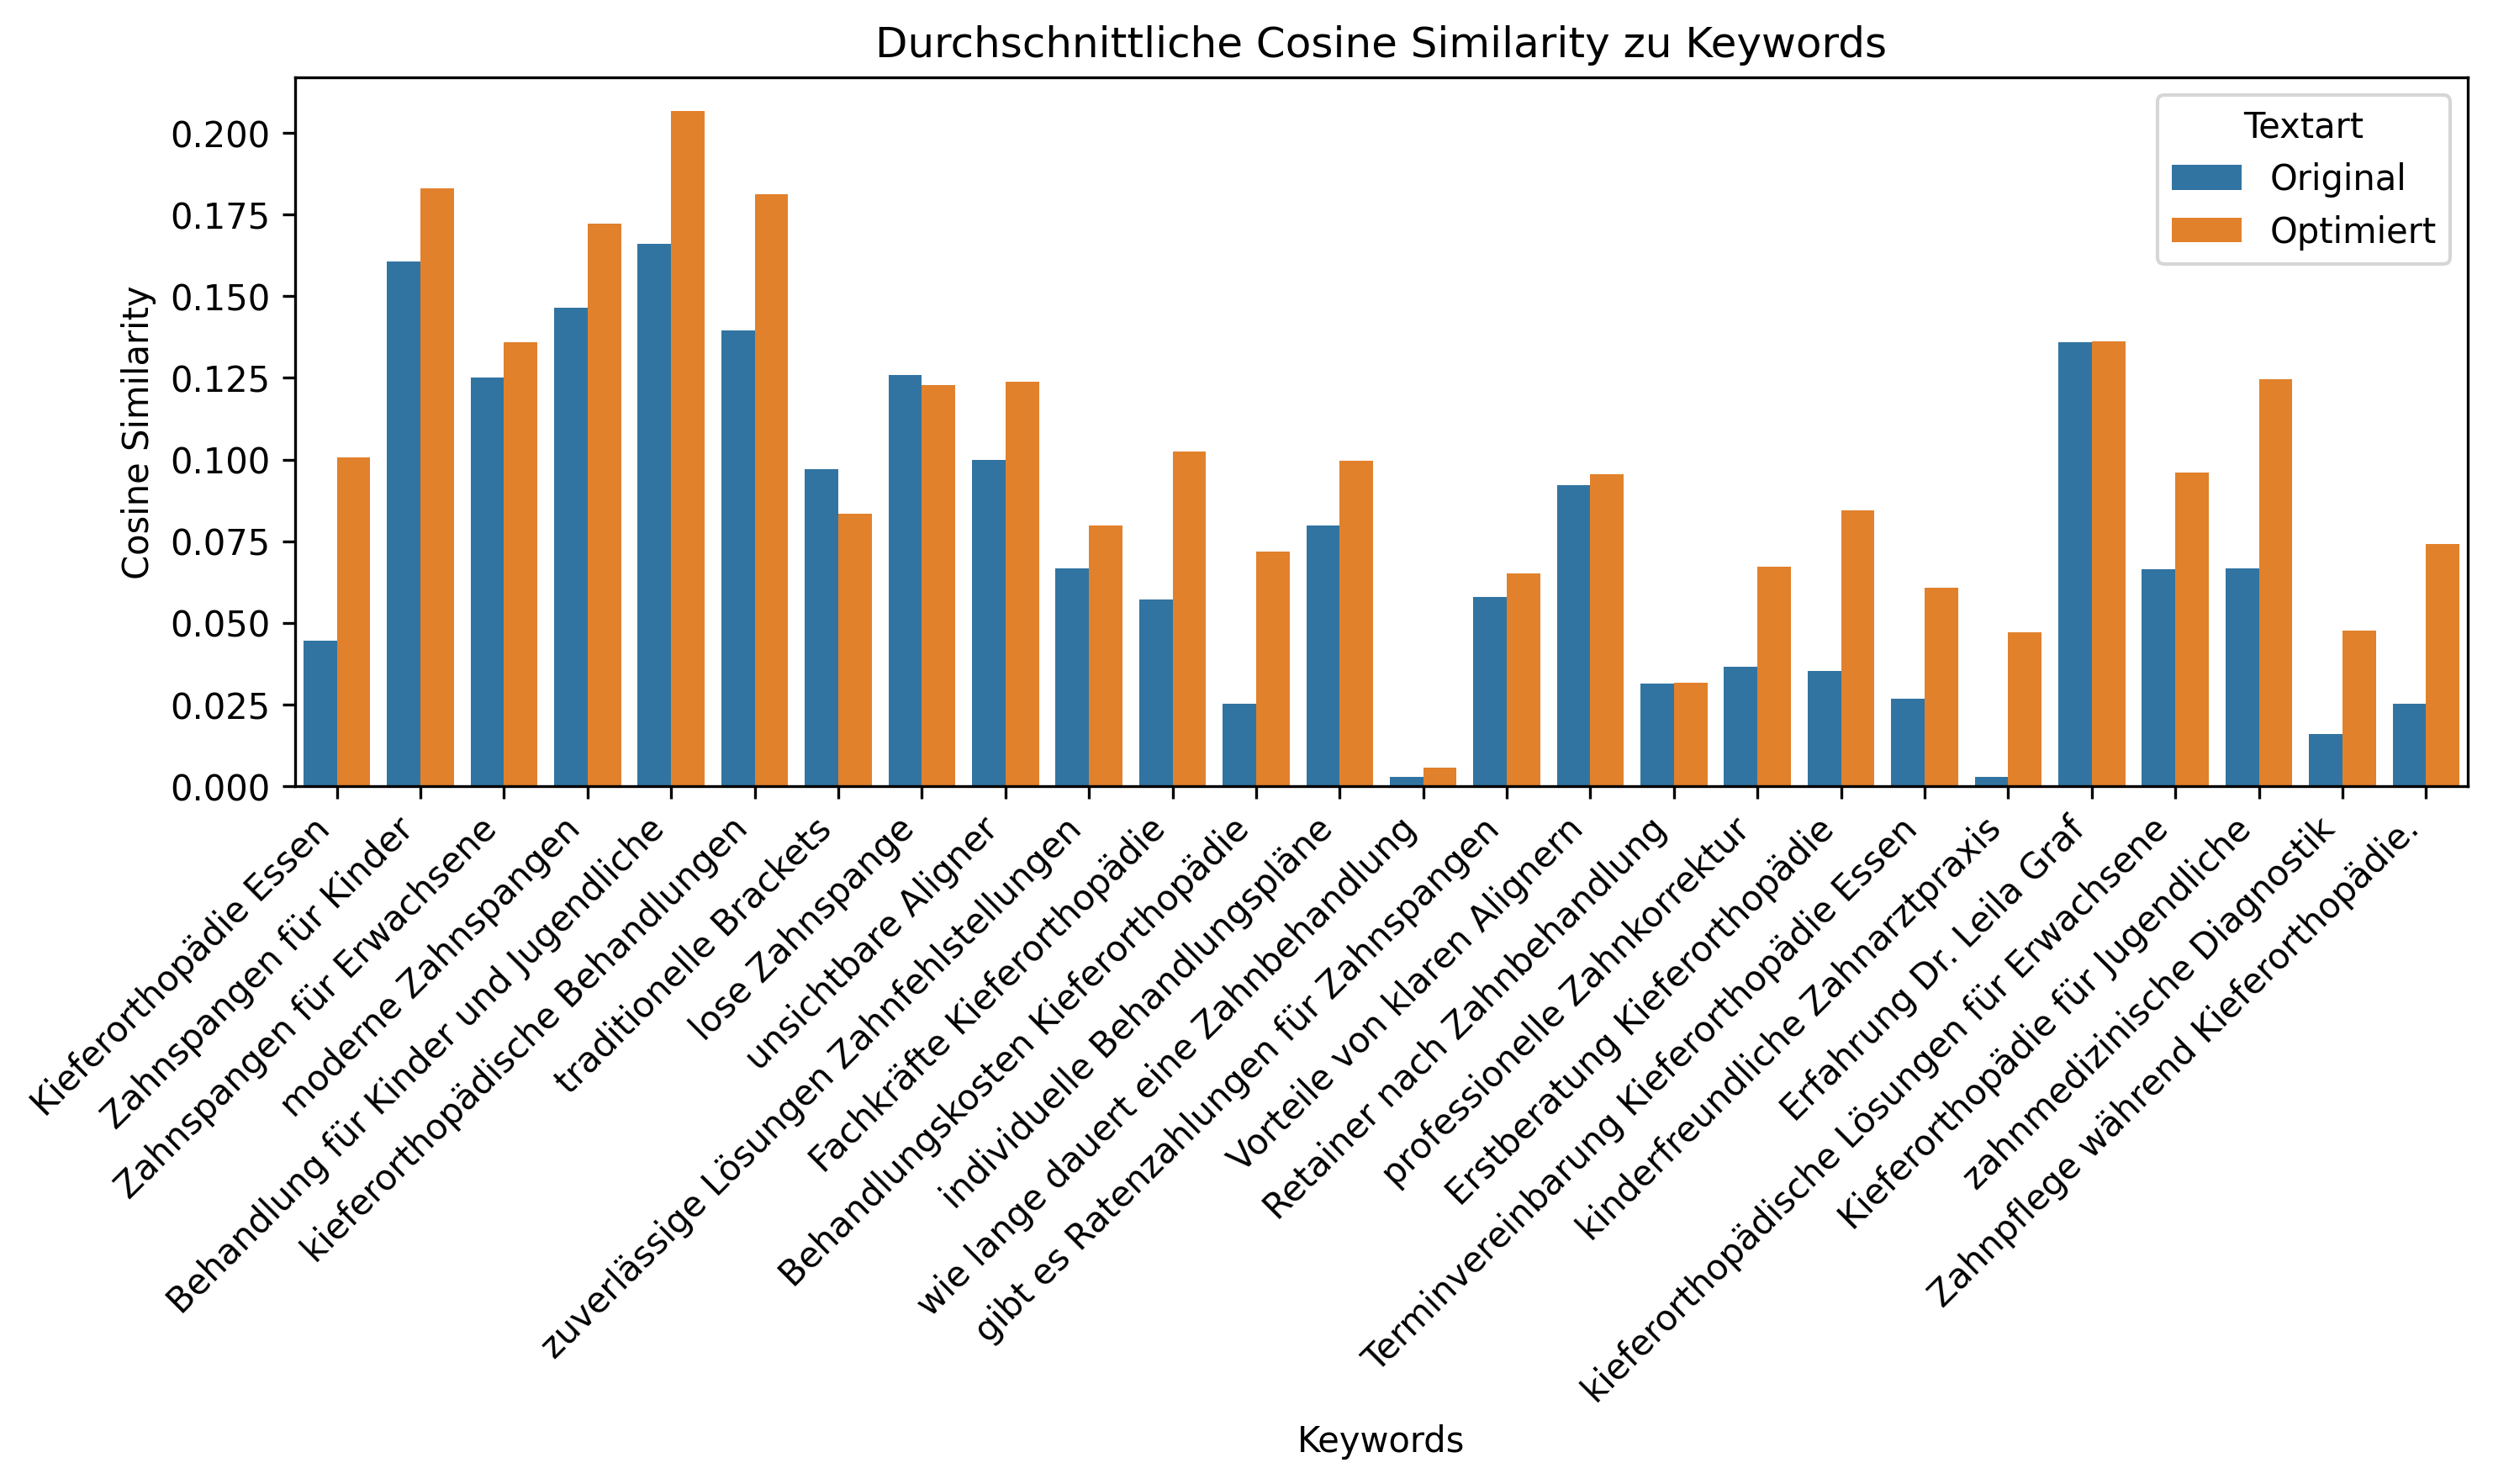 Durchschnittliche Cosine Similarity zu Keywords
Textart
Original
Optimiert
Cosine Similarity
0.200
0.175
0.150
0.125
0.100
0.075
0.050
0.025
0.000
Kieferorthopädie Essen
Zahnspangen für Kinder
Zahnspangen für Erwachsene
moderne Zahnspangen
Behandlung für Kinder und Jugendliche
kieferorthopädische Behandlungen
traditionelle Brackets
lose Zahnspange
unsichtbare Aligner
zuverlässige Lösungen Zahnfehlstellungen
Fachkräfte Kieferorthopädie
Behandlungskosten Kieferorthopädie
individuelle Behandlungspläne
wie lange dauert eine Zahnbehandlung
gibt es Ratenzahlungen für Zahnspangen
Vorteile von klaren Alignern
Retainer nach Zahnbehandlung
professionelle Zahnkorrektur
Erstberatung Kieferorthopädie
Terminvereinbarung Kieferorthopädie Essen
kinderfreundliche Zahnarztpraxis
Erfahrung Dr. Leila Graf
kieferorthopädische Lösungen für Erwachsene
Kieferorthopädie für Jugendliche
zahnmedizinische Diagnostik
Zahnpflege während Kieferorthopädie.
Keywords